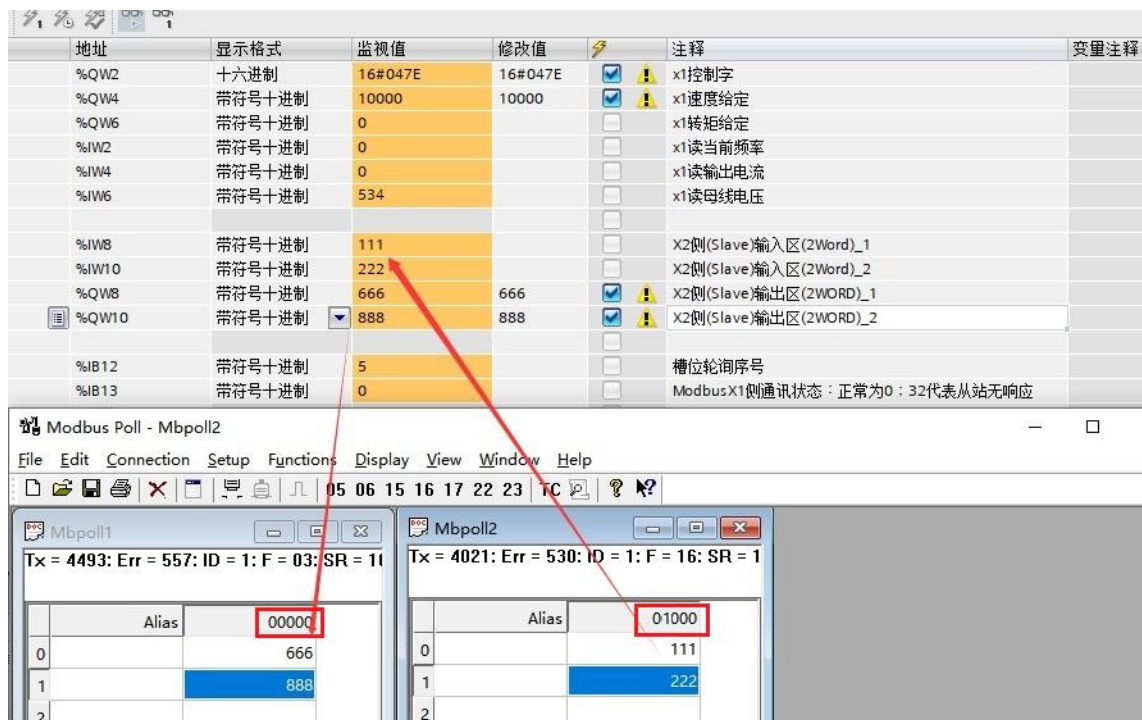 地址 显示格式 监视值 修改值 注释 变量注释
%QW2 十六进制 16#047E 16#047E x1控制字
%QW4 带符号十进制 10000 10000 x1速度给定
%QW6 带符号十进制 0 x1转矩给定
%IW2 带符号十进制 0 x1读当前频率
%IW4 带符号十进制 0 x1读输出电流
%IW6 带符号十进制 534 x1读母线电压
%IW8 带符号十进制 111 X2侧(Slave)输入区(2Word)_1
%IW10 带符号十进制 222 X2侧(Slave)输入区(2Word)_2
%QW8 带符号十进制 666 666 X2侧(Slave)输出区(2WORD)_1
%QW10 带符号十进制 888 888 X2侧(Slave)输出区(2WORD)_2
%IB12 带符号十进制 5 槽位轮询序号
%IB13 带符号十进制 0 ModbusX1侧通讯状态：正常为0；32代表从站无响应
Modbus Poll - Mbpoll2
File Edit Connection Setup Functions Display View Window Help
05 06 15 16 17 22 23 TC
Mbpoll1
Tx = 4493: Err = 557: ID = 1: F = 03: SR = 10
Alias 00000
0 666
1 888
2
Mbpoll2
Tx = 4021: Err = 530: ID = 1: F = 16: SR = 1
Alias 01000
0 111
1 222
2